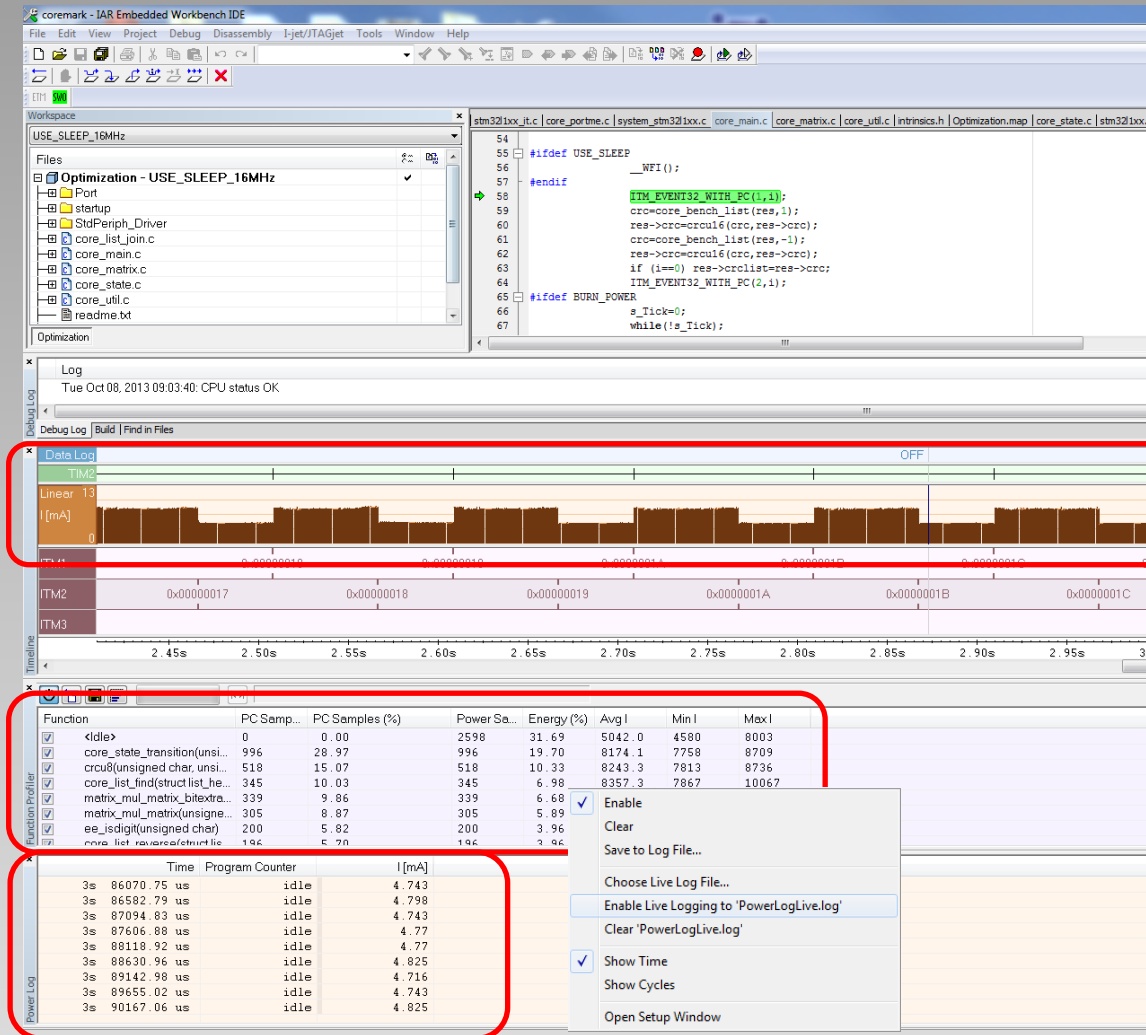 coremark - IAR Embedded Workbench IDE
File Edit View Project Debug Disassembly I-jet/JTAGjet Tools Window Help
ETM SWO
Workspace
USE_SLEEP_16MHz
Files
Optimization - USE_SLEEP_16MHz
Port
startup
StdPeriph_Driver
core_list_join.c
core_main.c
core_matrix.c
core_state.c
core_util.c
readme.txt
Optimization
stm32l1xx_it.c core_portme.c system_stm32l1xx.c core_main.c core_matrix.c core_util.c intrinsics.h Optimization.map core_state.c stm32l1xx.
54
55 #ifdef USE_SLEEP
56 __WFI();
57 #endif
58 ITM_EVENT32_WITH_PC(1,i);
59 crc=core_bench_list(res,1);
60 res->crc=crcu16(crc,res->crc);
61 crc=core_bench_list(res,-1);
62 res->crc=crcu16(crc,res->crc);
63 if (i==0) res->crclist=res->crc;
64 ITM_EVENT32_WITH_PC(2,i);
65 #ifdef BURN_POWER
66 s_Tick=0;
67 while(!s_Tick);
Log
Tue Oct 08, 2013 09:03:40: CPU status OK
Debug Log
Debug Log Build Find in Files
Data Log OFF
TIM2
Linear 13
I [mA]
0
ITM2 0x00000017 0x00000018 0x00000019 0x0000001A 0x0000001B 0x0000001C
ITM3
Timeline
2.45s 2.50s 2.55s 2.60s 2.65s 2.70s 2.75s 2.80s 2.85s 2.90s 2.95s 3
Function Profiler
Function PC Samp... PC Samples (%) Power Sa... Energy (%) Avg I Min I Max I
<Idle> 0 0.00 2598 31.69 5042.0 4580 8003
core_state_transition(unsi... 996 28.97 996 19.70 8174.1 7758 8709
crcu8(unsigned char, unsi... 518 15.07 518 10.33 8243.3 7813 8736
core_list_find(struct list_he... 345 10.03 345 6.98 8357.3 7867 10067
matrix_mul_matrix_bitextra... 339 9.86 339 6.68
matrix_mul_matrix(unsigne... 305 8.87 305 5.89
ee_isdigit(unsigned char) 200 5.82 200 3.96
core_list_reverse(struct lis... 196 5.70 196 3.96
Enable
Clear
Save to Log File...
Choose Live Log File...
Enable Live Logging to 'PowerLogLive.log'
Clear 'PowerLogLive.log'
Show Time
Show Cycles
Open Setup Window
Power Log
Time Program Counter I [mA]
3s 86070.75 us idle 4.743
3s 86582.79 us idle 4.798
3s 87094.83 us idle 4.743
3s 87606.88 us idle 4.77
3s 88118.92 us idle 4.77
3s 88630.96 us idle 4.825
3s 89142.98 us idle 4.716
3s 89655.02 us idle 4.743
3s 90167.06 us idle 4.825